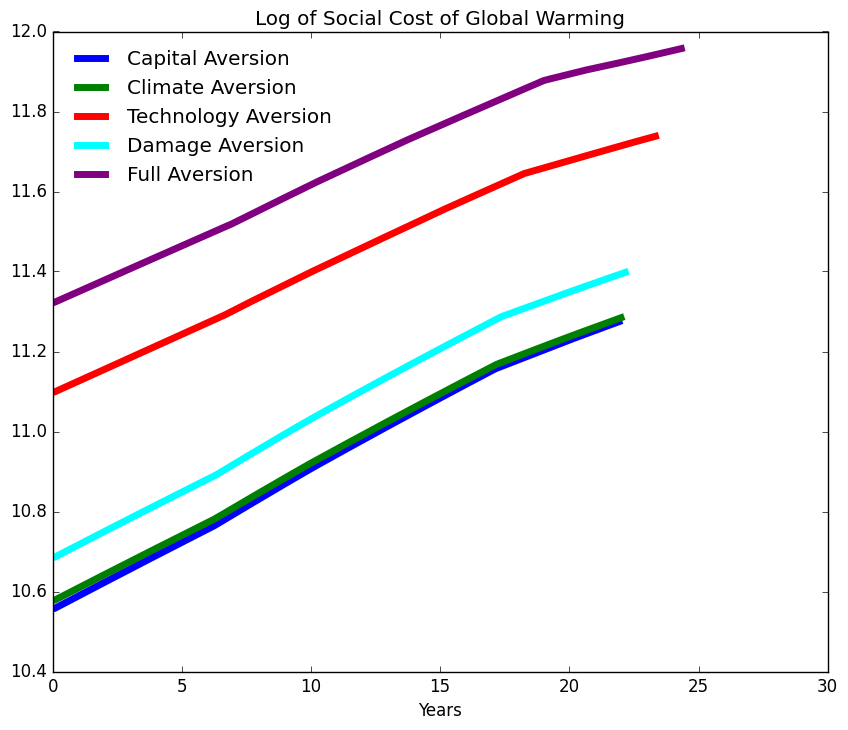 Log of Social Cost of Global Warming
12.0
11.8
11.6
11.4
11.2
11.0
10.8
10.6
10.4
Capital Aversion
Climate Aversion
Technology Aversion
Damage Aversion
Full Aversion
0 5 10 15 20 25 30
Years